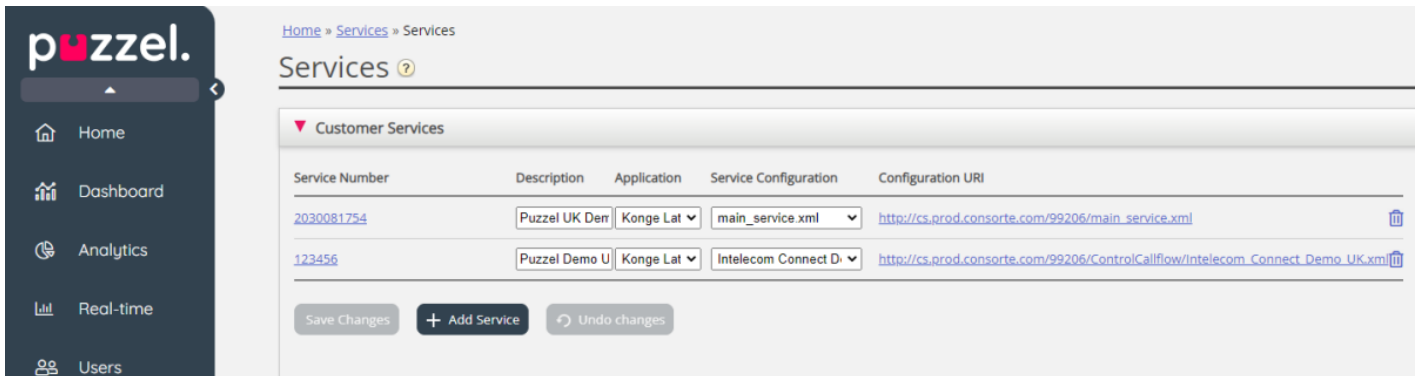 puzzel.
Home
Dashboard
Analytics
Real-time
Users
Home » Services » Services
Services ?
Customer Services
Service Number Description Application Service Configuration Configuration URI
2030081754 Puzzel UK Dem Konge Lat main_service.xml http://cs.prod.consorte.com/99206/main_service.xml
123456 Puzzel Demo U Konge Lat Intelecom Connect D http://cs.prod.consorte.com/99206/ControlCallflow/Intelecom_Connect_Demo_UK.xml
Save Changes + Add Service Undo changes